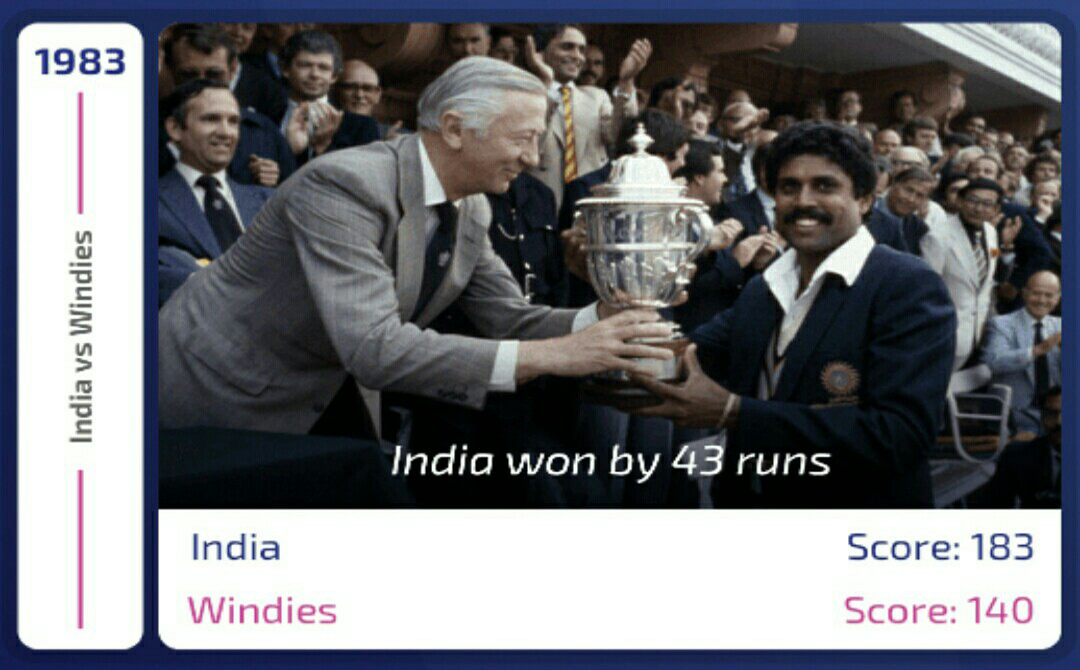 1983
India vs Windies
India won by 43 runs
India
Score: 183
Windies
Score: 140